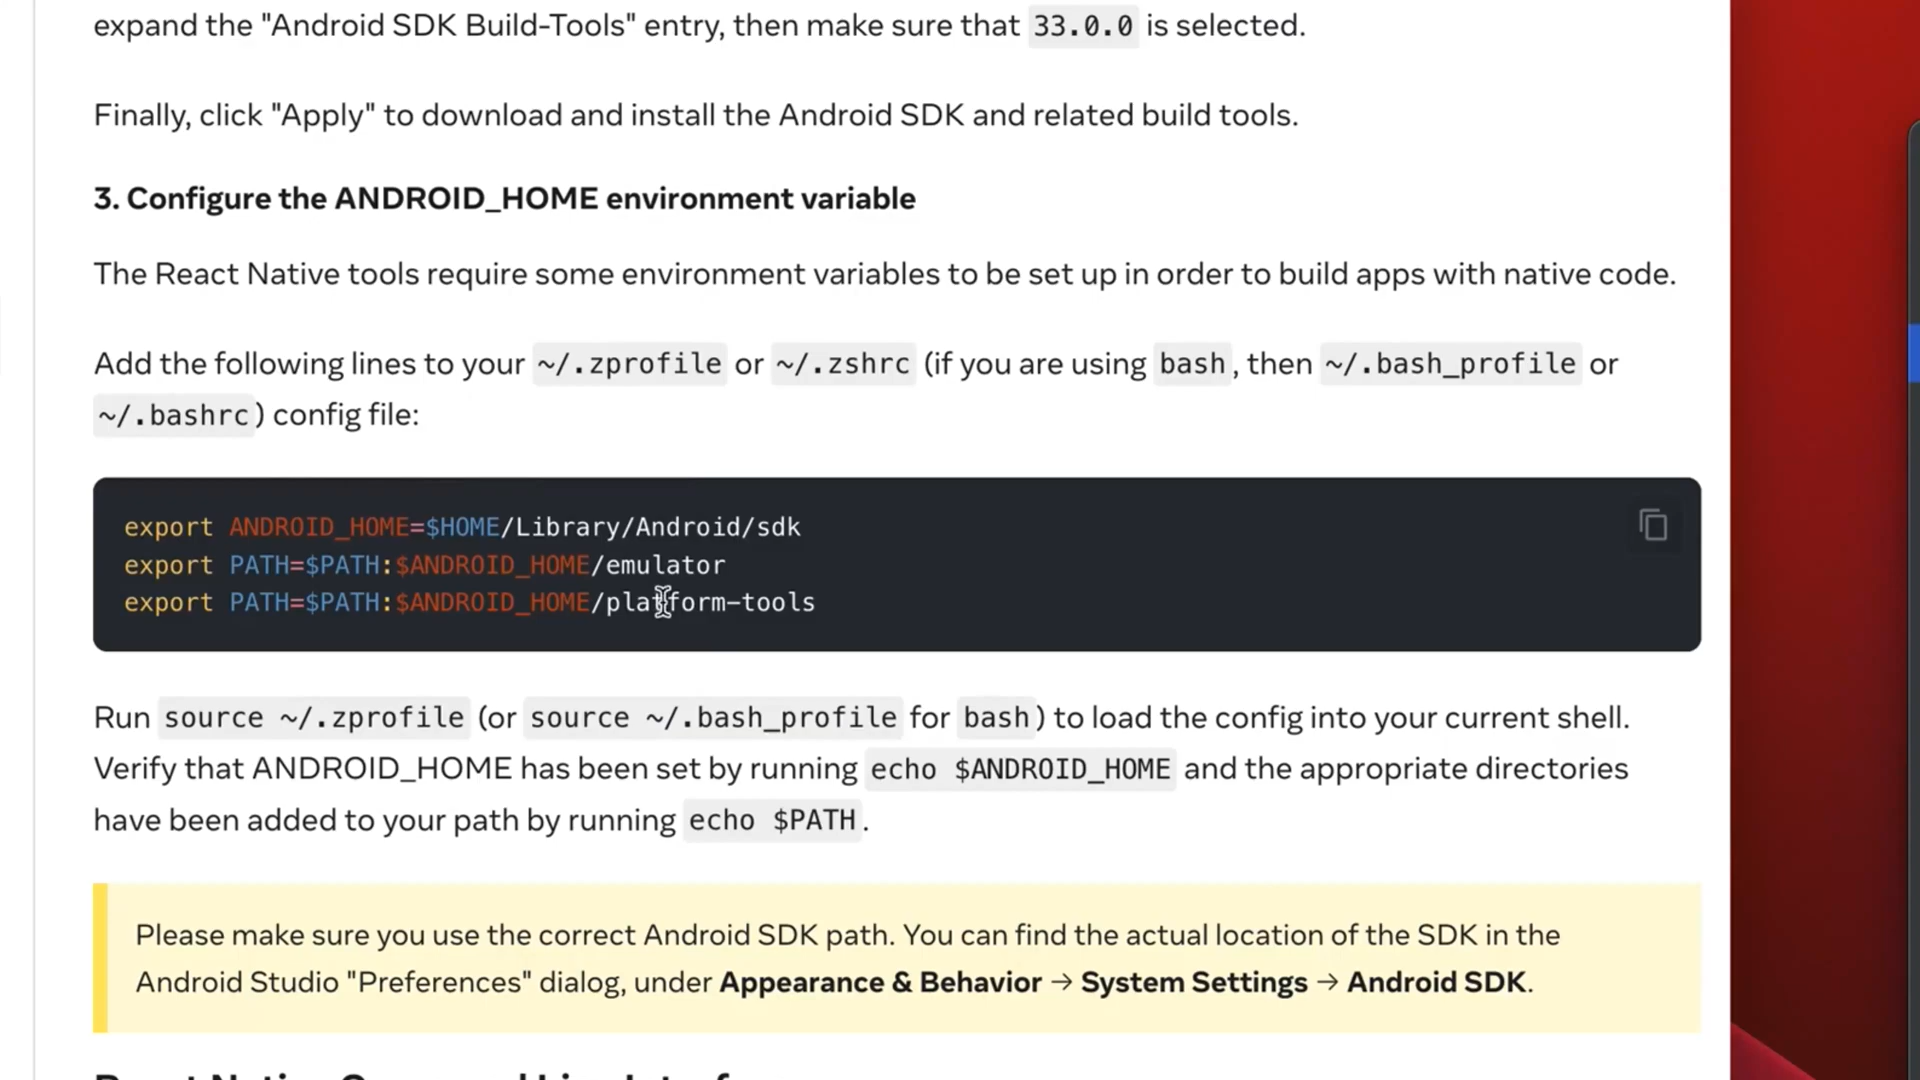 expand the "Android SDK Build-Tools" entry, then make sure that 33.0.0 is selected.
Finally, click "Apply" to download and install the Android SDK and related build tools.
3. Configure the ANDROID_HOME environment variable
The React Native tools require some environment variables to be set up in order to build apps with native code.
Add the following lines to your ~/.zprofile or ~/.zshrc (if you are using bash, then ~/.bash_profile or
~/.bashrc) config file:
export ANDROID_HOME=$HOME/Library/Android/sdk
export PATH=$PATH:$ANDROID_HOME/emulator
export PATH=$PATH:$ANDROID_HOME/platform-tools
Run source ~/.zprofile (or source ~/.bash_profile for bash) to load the config into your current shell.
Verify that ANDROID_HOME has been set by running echo $ANDROID_HOME and the appropriate directories
have been added to your path by running echo $PATH.
Please make sure you use the correct Android SDK path. You can find the actual location of the SDK in the
Android Studio "Preferences" dialog, under Appearance & Behavior → System Settings → Android SDK.